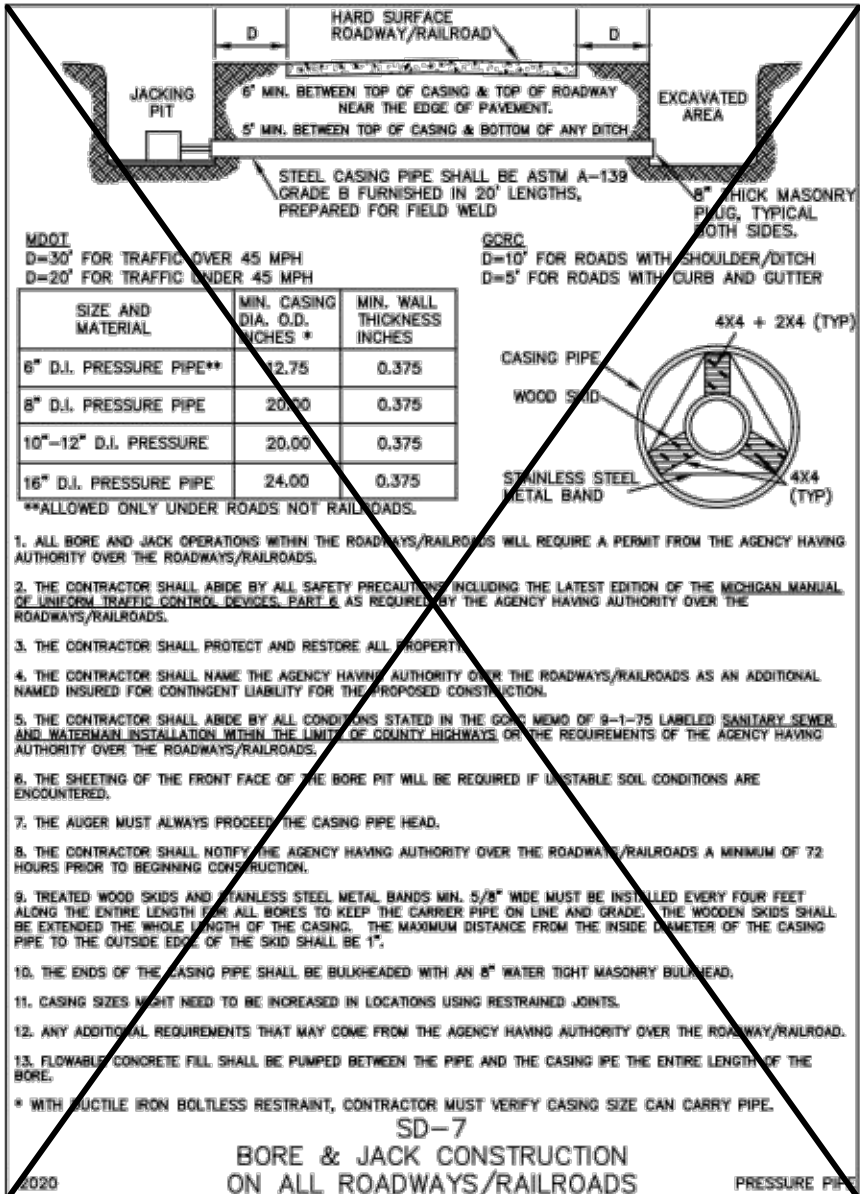 HARD SURFACE
D
ROADWAY/RAILROAD
D
JACKING
PIT
6" MIN. BETWEEN TOP OF CASING & TOP OF ROADWAY
NEAR THE EDGE OF PAVEMENT.
EXCAVATED
AREA
5' MIN. BETWEEN TOP OF CASING & BOTTOM OF ANY DITCH
STEEL CASING PIPE SHALL BE ASTM A-139
GRADE B FURNISHED IN 20' LENGTHS,
PREPARED FOR FIELD WELD
8" THICK MASONRY
PLUG, TYPICAL
BOTH SIDES.
MDOT
D=30' FOR TRAFFIC OVER 45 MPH
D=20' FOR TRAFFIC UNDER 45 MPH
GCRC
D=10' FOR ROADS WITH SHOULDER/DITCH
D=5' FOR ROADS WITH CURB AND GUTTER
SIZE AND
MATERIAL
MIN. CASING
DIA. O.D.
INCHES *
MIN. WALL
THICKNESS
INCHES
6" D.I. PRESSURE PIPE** 12.75 0.375
8" D.I. PRESSURE PIPE 20.00 0.375
10"-12" D.I. PRESSURE 20.00 0.375
16" D.I. PRESSURE PIPE 24.00 0.375
**ALLOWED ONLY UNDER ROADS NOT RAILROADS.
4X4 + 2X4 (TYP)
CASING PIPE
WOOD SKID
STAINLESS STEEL
METAL BAND
4X4
(TYP)
1. ALL BORE AND JACK OPERATIONS WITHIN THE ROADWAYS/RAILROADS WILL REQUIRE A PERMIT FROM THE AGENCY HAVING
AUTHORITY OVER THE ROADWAYS/RAILROADS.
2. THE CONTRACTOR SHALL ABIDE BY ALL SAFETY PRECAUTIONS INCLUDING THE LATEST EDITION OF THE MICHIGAN MANUAL
OF UNIFORM TRAFFIC CONTROL DEVICES, PART 6 AS REQUIRED BY THE AGENCY HAVING AUTHORITY OVER THE
ROADWAYS/RAILROADS.
3. THE CONTRACTOR SHALL PROTECT AND RESTORE ALL PROPERTY
4. THE CONTRACTOR SHALL NAME THE AGENCY HAVING AUTHORITY OVER THE ROADWAYS/RAILROADS AS AN ADDITIONAL
NAMED INSURED FOR CONTINGENT LIABILITY FOR THE PROPOSED CONSTRUCTION.
5. THE CONTRACTOR SHALL ABIDE BY ALL CONDITIONS STATED IN THE GCRC MEMO OF 9-1-75 LABELED SANITARY SEWER
AND WATERMAIN INSTALLATION WITHIN THE LIMITS OF COUNTY HIGHWAYS OR THE REQUIREMENTS OF THE AGENCY HAVING
AUTHORITY OVER THE ROADWAYS/RAILROADS.
6. THE SHEETING OF THE FRONT FACE OF THE BORE PIT WILL BE REQUIRED IF UNSTABLE SOIL CONDITIONS ARE
ENCOUNTERED.
7. THE AUGER MUST ALWAYS PROCEED THE CASING PIPE HEAD.
8. THE CONTRACTOR SHALL NOTIFY THE AGENCY HAVING AUTHORITY OVER THE ROADWAYS/RAILROADS A MINIMUM OF 72
HOURS PRIOR TO BEGINNING CONSTRUCTION.
9. TREATED WOOD SKIDS AND STAINLESS STEEL METAL BANDS MIN. 5/8" WIDE MUST BE INSTALLED EVERY FOUR FEET
ALONG THE ENTIRE LENGTH FOR ALL BORES TO KEEP THE CARRIER PIPE ON LINE AND GRADE. THE WOODEN SKIDS SHALL
BE EXTENDED THE WHOLE LENGTH OF THE CASING. THE MAXIMUM DISTANCE FROM THE INSIDE DIAMETER OF THE CASING
PIPE TO THE OUTSIDE EDGE OF THE SKID SHALL BE 1".
10. THE ENDS OF THE CASING PIPE SHALL BE BULKHEADED WITH AN 8" WATER TIGHT MASONRY BULKHEAD.
11. CASING SIZES MIGHT NEED TO BE INCREASED IN LOCATIONS USING RESTRAINED JOINTS.
12. ANY ADDITIONAL REQUIREMENTS THAT MAY COME FROM THE AGENCY HAVING AUTHORITY OVER THE ROADWAY/RAILROAD.
13. FLOWABLE CONCRETE FILL SHALL BE PUMPED BETWEEN THE PIPE AND THE CASING IPE THE ENTIRE LENGTH OF THE
BORE.
* WITH DUCTILE IRON BOLTLESS RESTRAINT, CONTRACTOR MUST VERIFY CASING SIZE CAN CARRY PIPE.
SD-7
BORE & JACK CONSTRUCTION
ON ALL ROADWAYS/RAILROADS
2020
PRESSURE PIPE